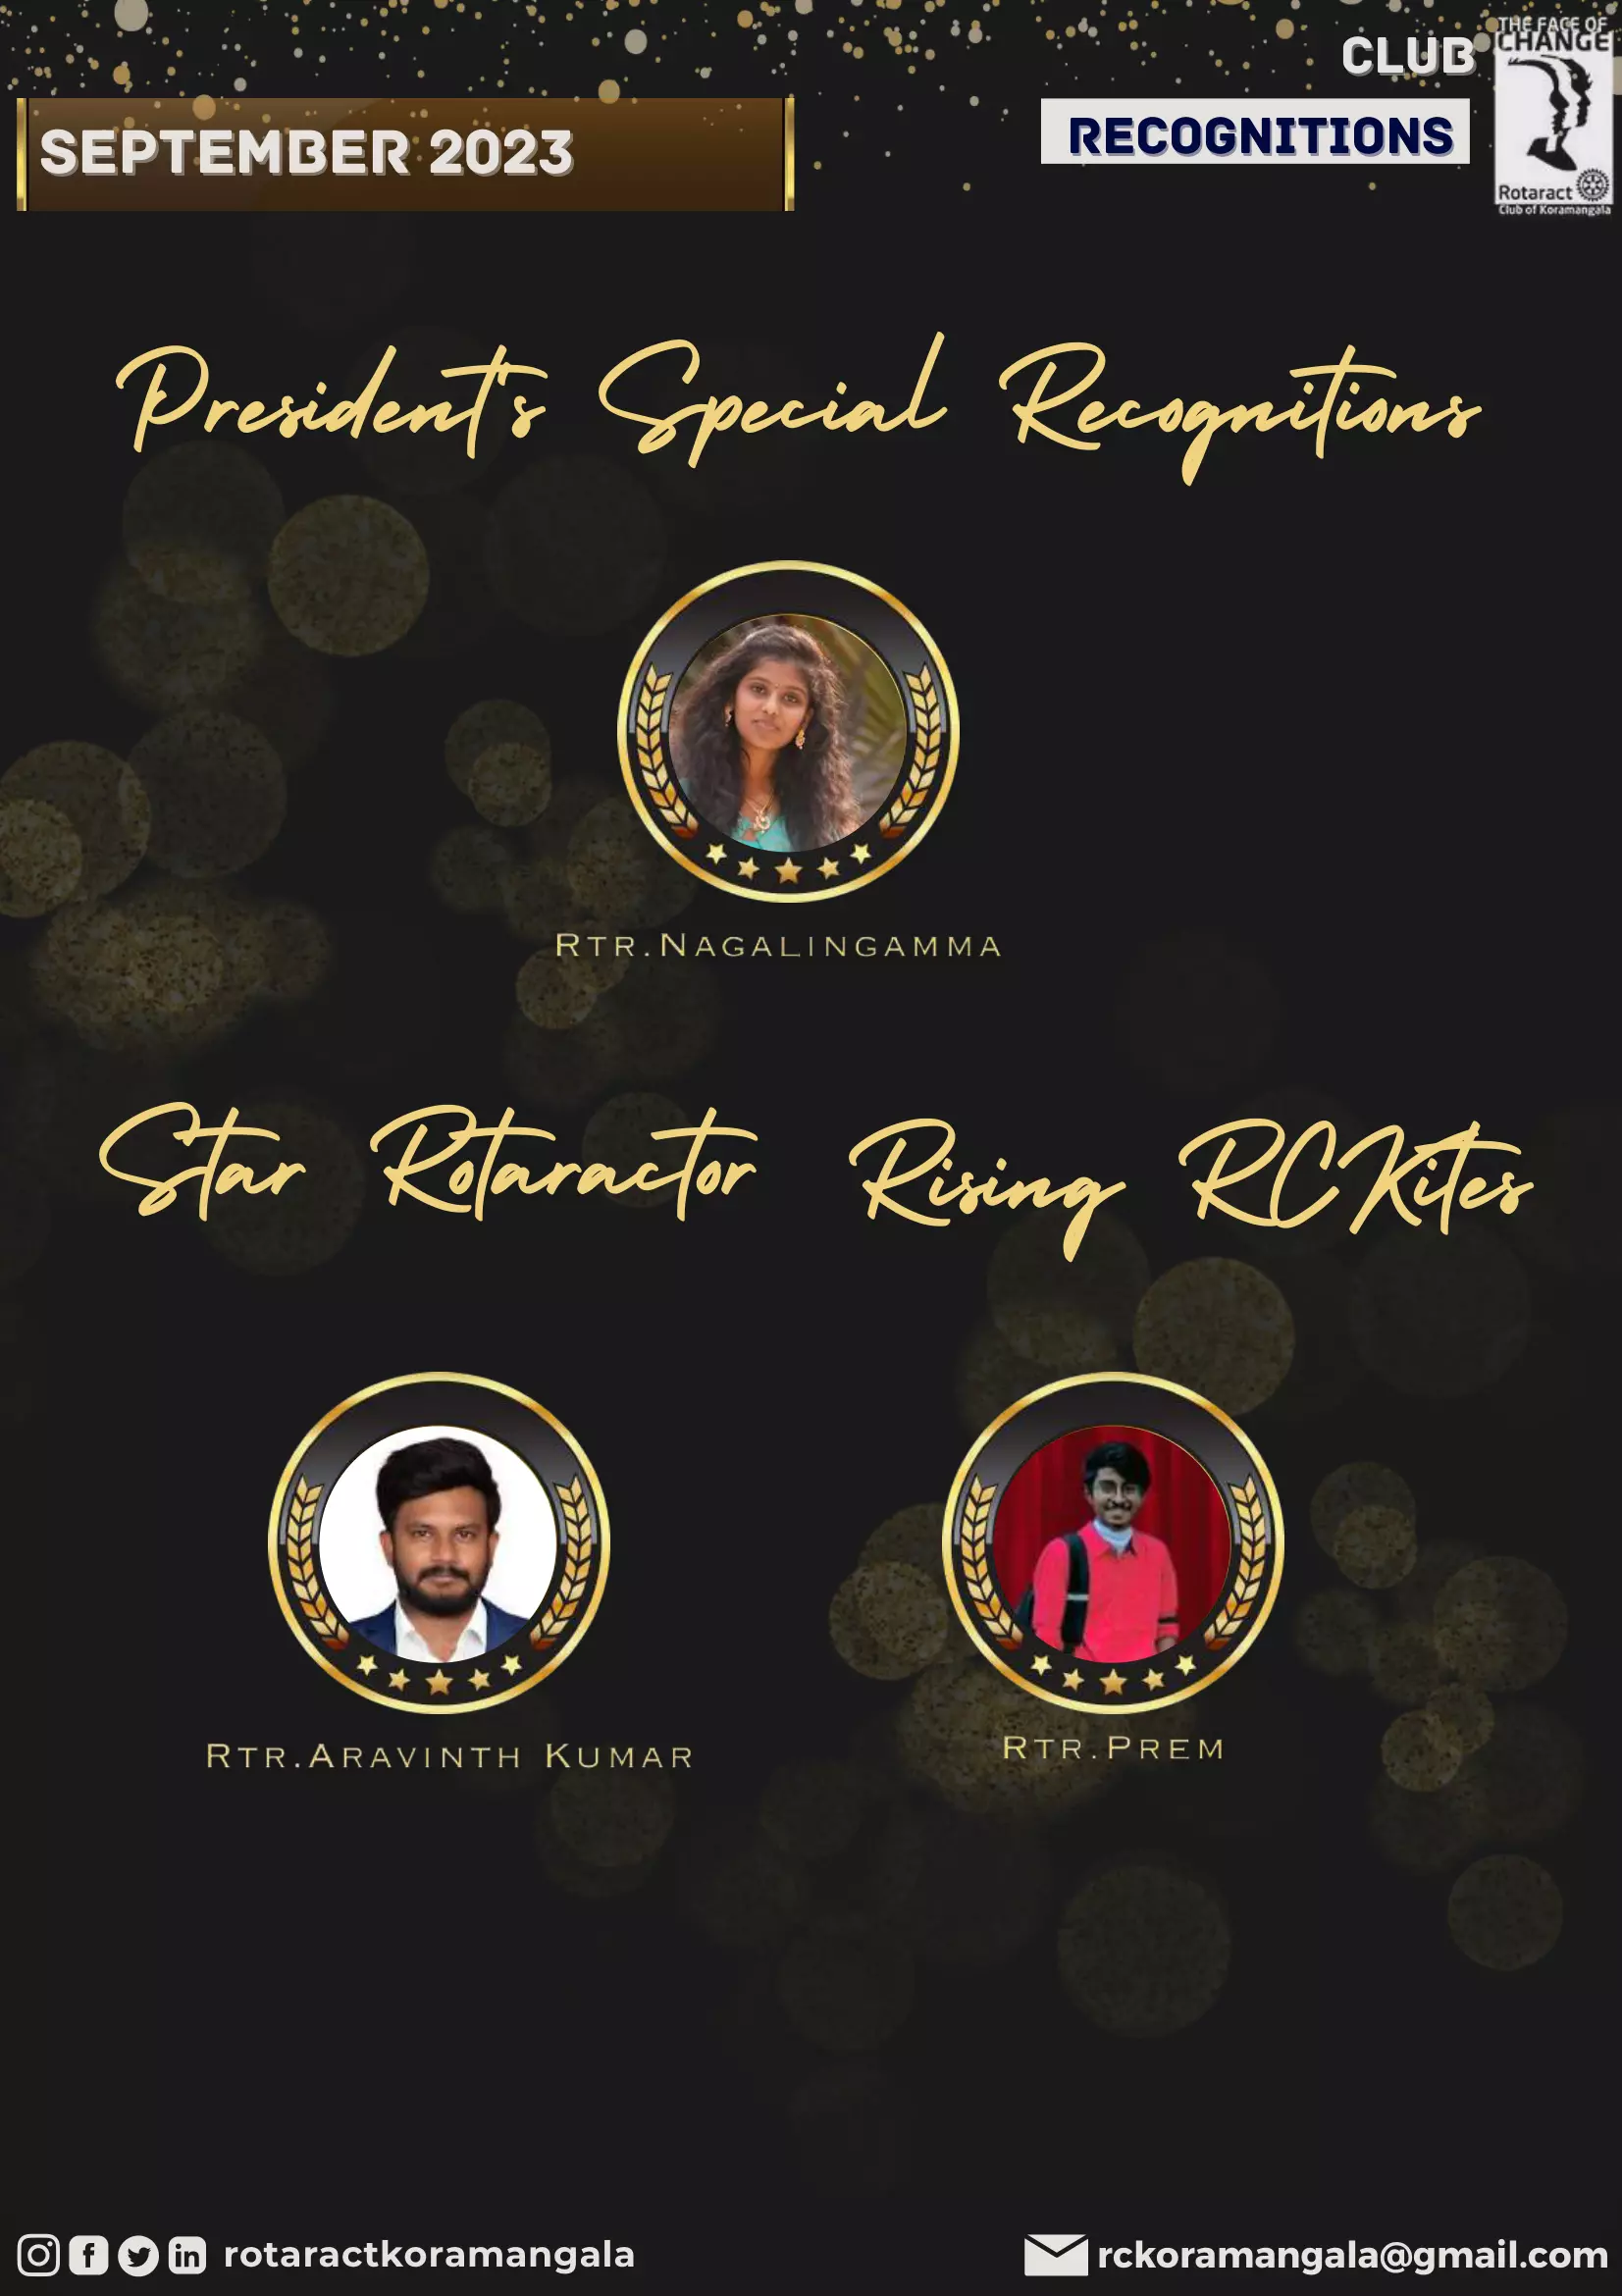 THE FACE OF
CHANGE
CLUB
SEPTEMBER 2023
RECOGNITIONS
Rotaract
Club of Koramangala
President's Special Recognitions
RTR.NAGALINGAMMA
Star Rotaractor
Rising RCKites
RTR.ARAVINTH KUMAR
RTR.PREM
rotaractkoramangala
rckoramangala@gmail.com